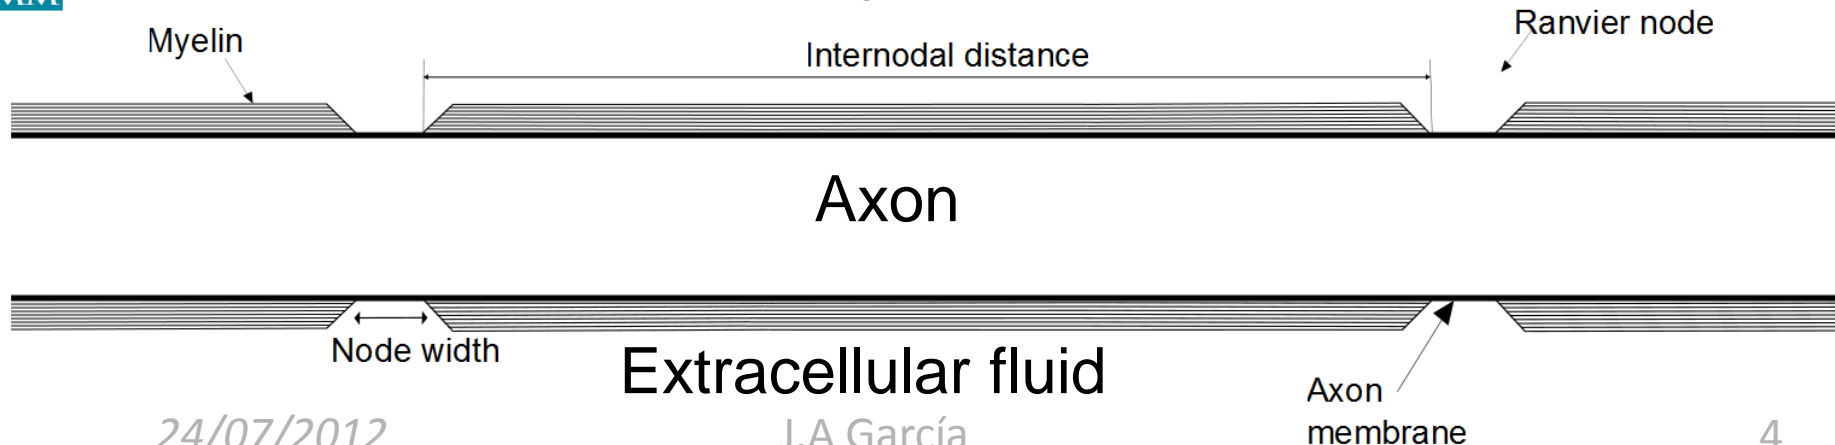 Ranvier node
Myelin
Internodal distance
Axon
Node width
Extracellular fluid
Axon
membrane
24/07/2012
J.A García
4